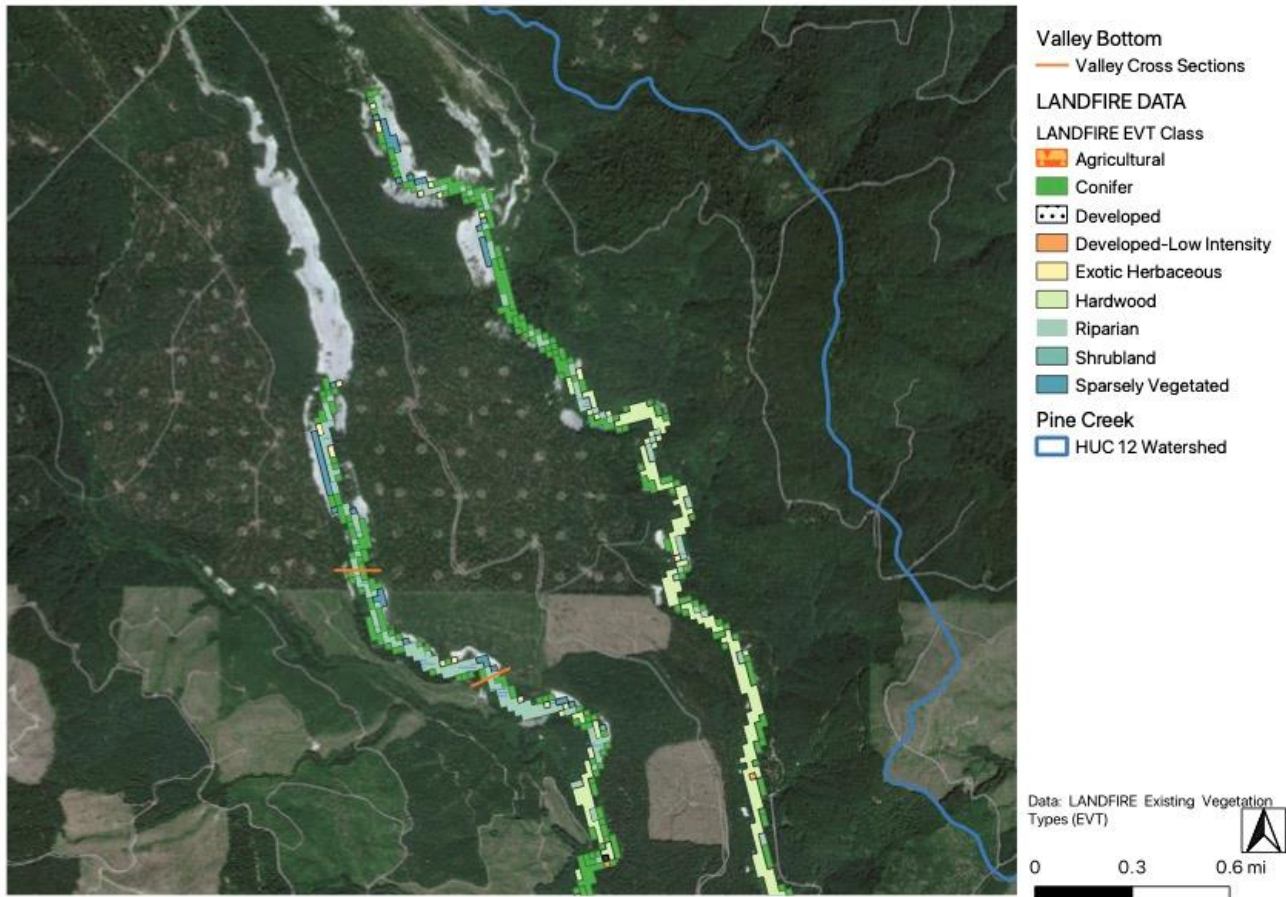 Valley Bottom
Valley Cross Sections
LANDFIRE DATA
LANDFIRE EVT Class
Agricultural
Conifer
Developed
Developed-Low Intensity
Exotic Herbaceous
Hardwood
Riparian
Shrubland
Sparsely Vegetated
Pine Creek
HUC 12 Watershed
Data: LANDFIRE Existing Vegetation
Types (EVT)
0 0.3 0.6 mi